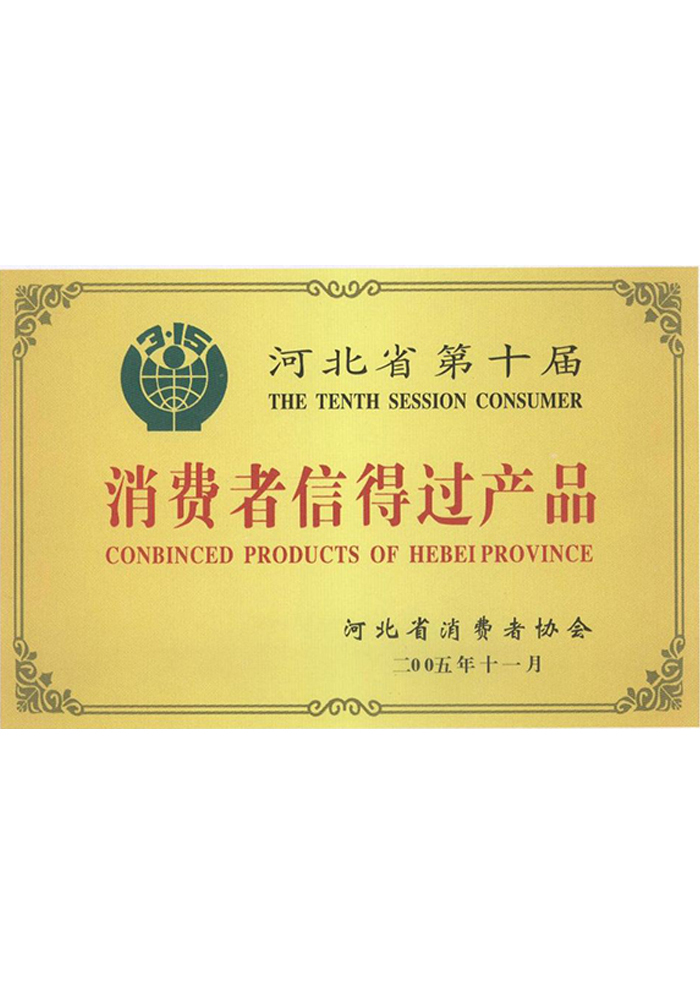 3·15
河北省第十届
THE TENTH SESSION CONSUMER
消费者信得过产品
CONBINCED PRODUCTS OF HEBEI PROVINCE
河北省消费者协会
二00五年十一月